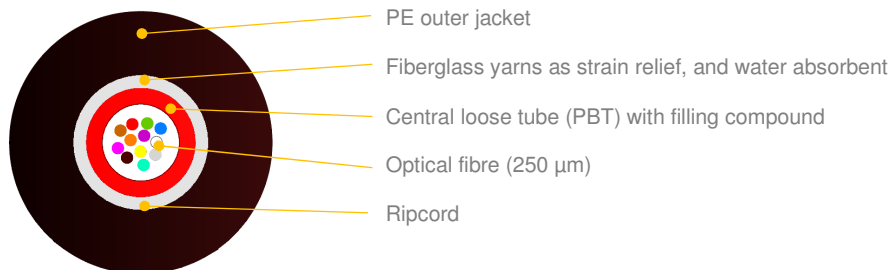 PE outer jacket
Fiberglass yarns as strain relief, and water absorbent
Central loose tube (PBT) with filling compound
Optical fibre (250 µm)
Ripcord